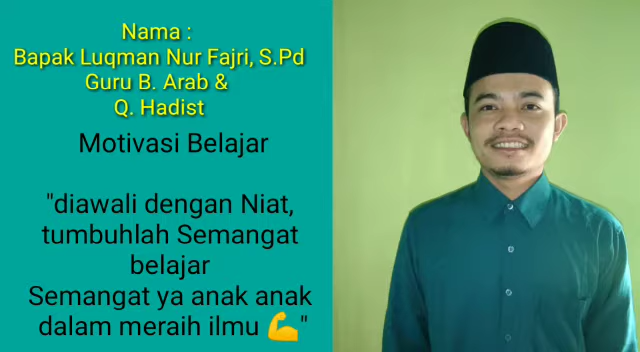 Nama :
Bapak Luqman Nur Fajri, S.Pd
Guru B. Arab &
Q. Hadist
Motivasi Belajar
"diawali dengan Niat,
tumbuhlah Semangat
belajar
Semangat ya anak anak
dalam meraih ilmu 💪"